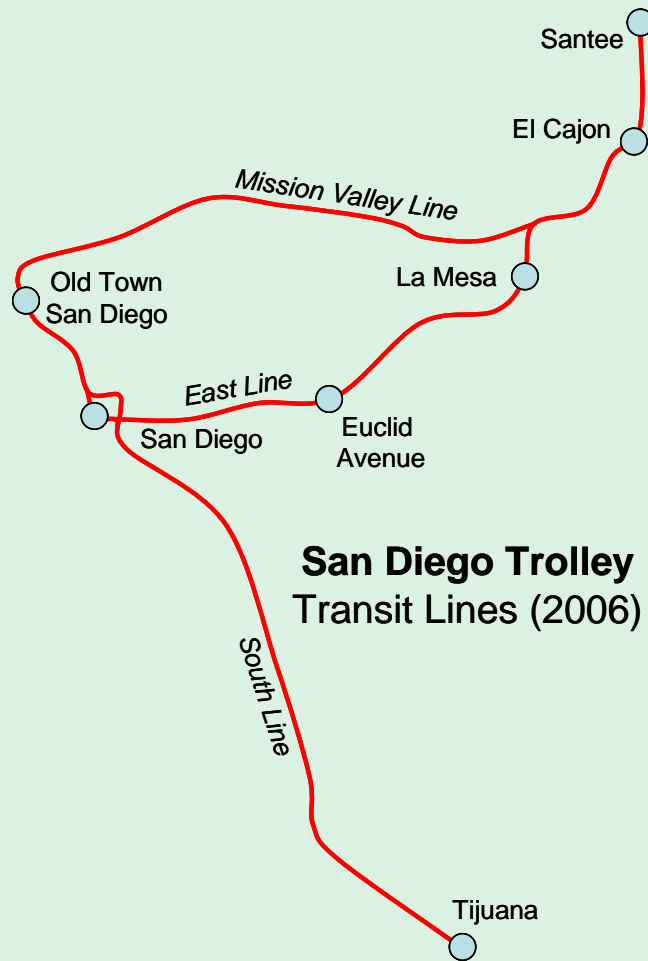 Santee
El Cajon
Mission Valley Line
La Mesa
Old Town
San Diego
East Line
San Diego
Euclid
Avenue
San Diego Trolley
Transit Lines (2006)
South Line
Tijuana